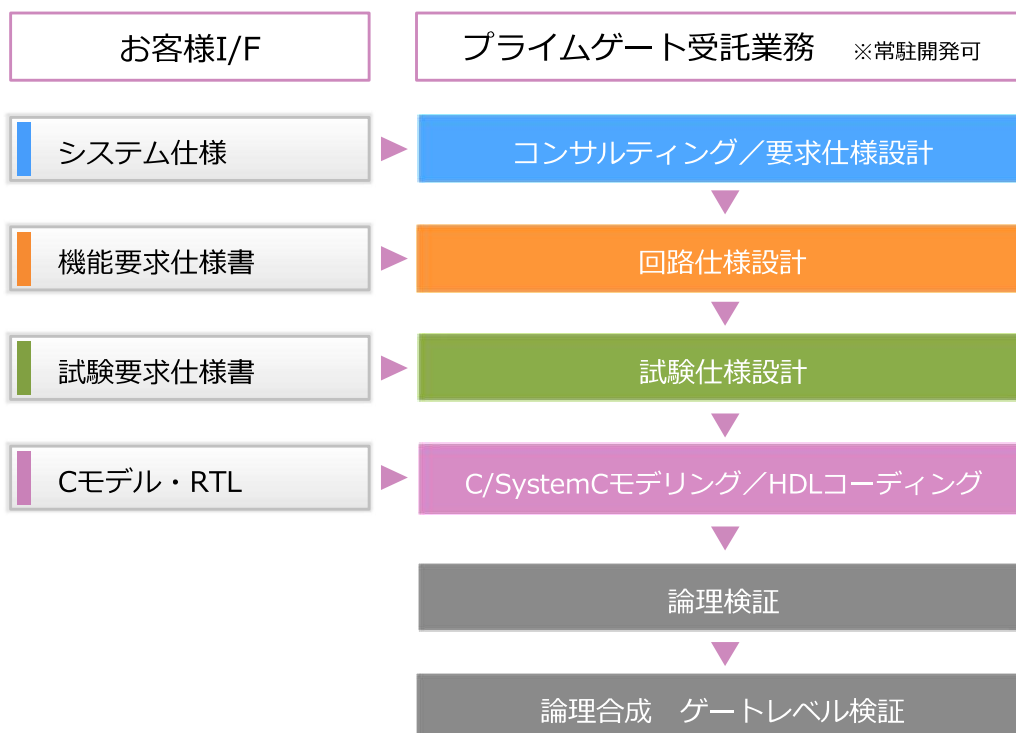 お客様I/F
プライムゲート受託業務 ※常駐開発可
システム仕様
コンサルティング／要求仕様設計
機能要求仕様書
回路仕様設計
試験要求仕様書
試験仕様設計
Cモデル・RTL
C/SystemCモデリング／HDLコーディング
論理検証
論理合成　ゲートレベル検証